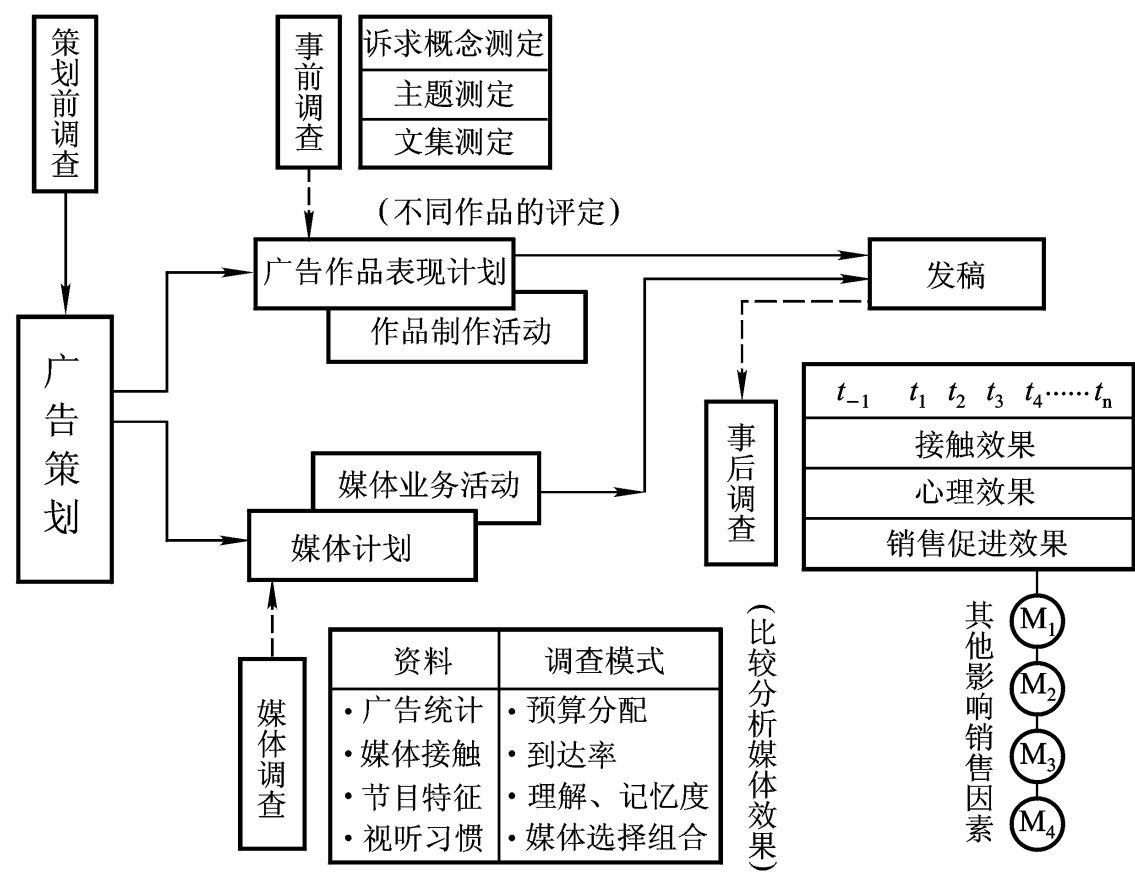 策划前调查
事前调查
诉求概念测定
主题测定
文集测定
(不同作品的评定)
广告作品表现计划
作品制作活动
发稿
广告策划
媒体业务活动
媒体计划
事后调查
t₋₁ t₁ t₂ t₃ t₄……tₙ
接触效果
心理效果
销售促进效果
其他影响销售因素
M₁
M₂
M₃
M₄
媒体调查
资料 调查模式
·广告统计 ·预算分配
·媒体接触 ·到达率
·节目特征 ·理解、记忆度
·视听习惯 ·媒体选择组合
(比较分析媒体效果)